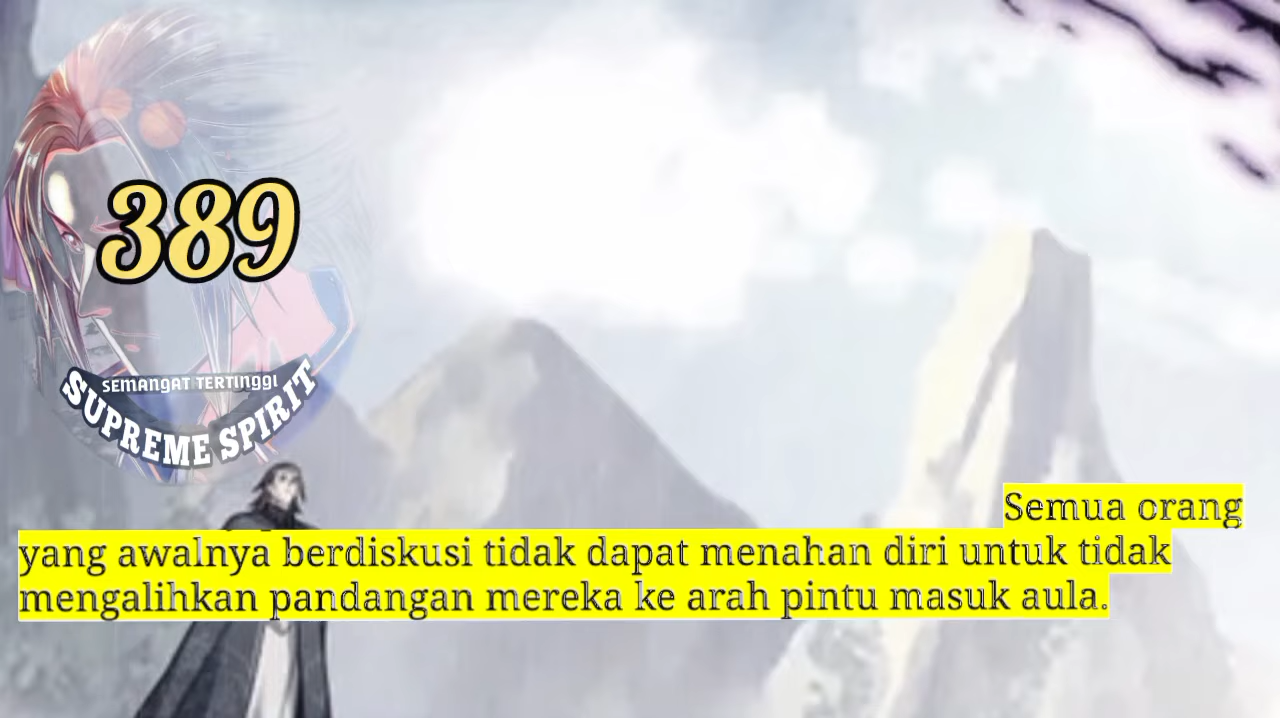 389
SEMANGAT TERTINGGI
SUPREME SPIRIT
Semua orang
yang awalnya berdiskusi tidak dapat menahan diri untuk tidak
mengalihkan pandangan mereka ke arah pintu masuk aula.